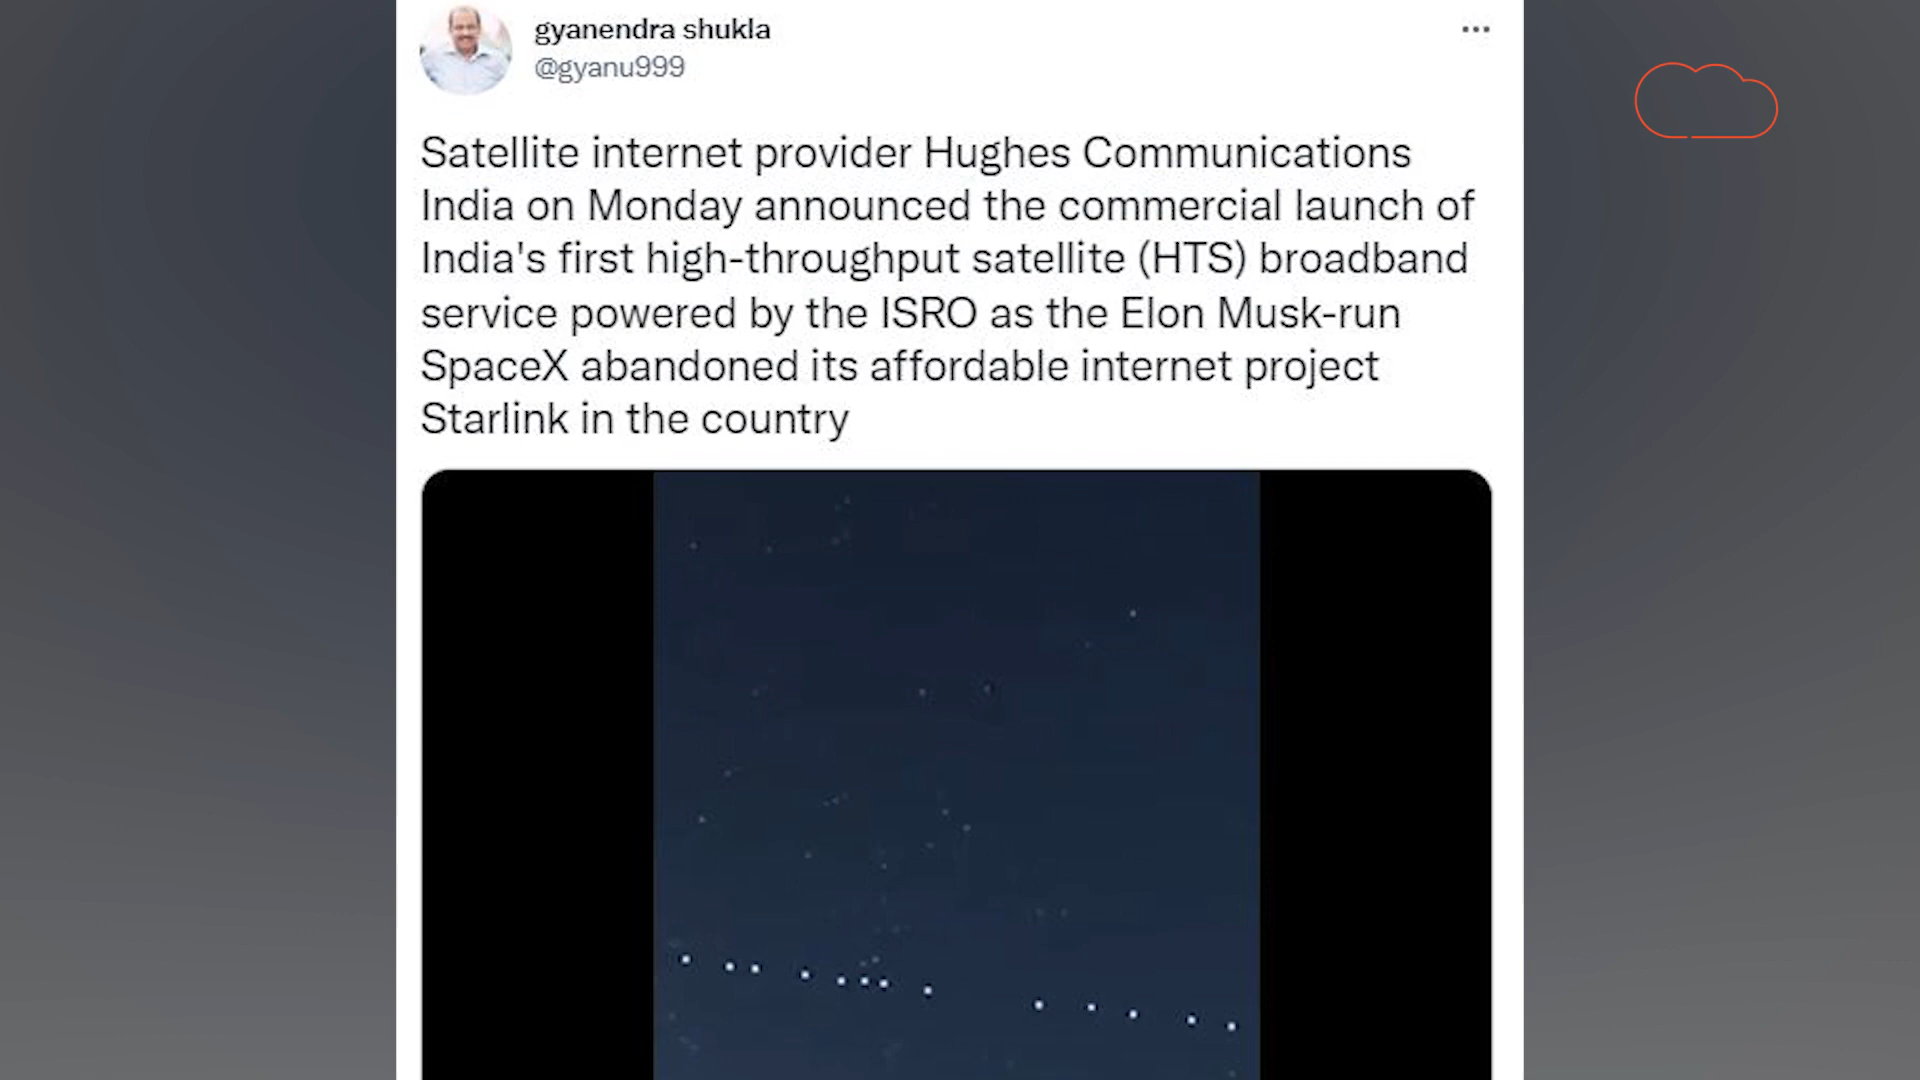 gyanendra shukla
@gyanu999
Satellite internet provider Hughes Communications
India on Monday announced the commercial launch of
India's first high-throughput satellite (HTS) broadband
service powered by the ISRO as the Elon Musk-run
SpaceX abandoned its affordable internet project
Starlink in the country